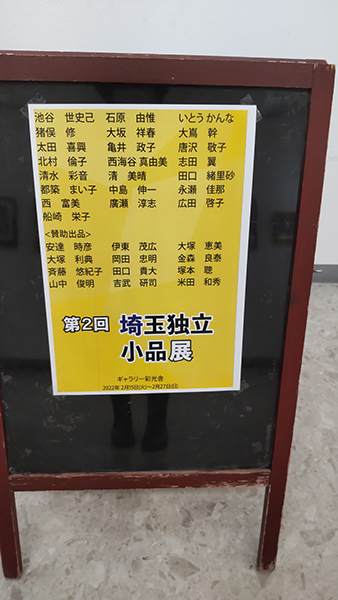 池谷 世史己 石原 由惟 いとうかんな
猪俣 修 大坂 祥春 大嶌 幹
太田 喜興 亀井 政子 唐沢 敬子
北村 倫子 西海谷 真由美 志田 翼
清水 彩音 清 美晴 田口 緒里砂
都築 まい子 中島 伸一 永瀬 佳那
西 富美 廣瀬 淳志 広田 啓子
船崎 栄子
<賛助出品>
安達 時彦 伊東 茂広 大塚 恵美
大塚 利典 岡田 忠明 金森 良泰
斉藤 悠紀子 田口 貴大 塚本 聰
山中 俊明 吉武 研司 米田 和秀
第2回 埼玉独立
小品展
ギャラリー彩光舎
2022年 2月15日(火)~2月27日(日)